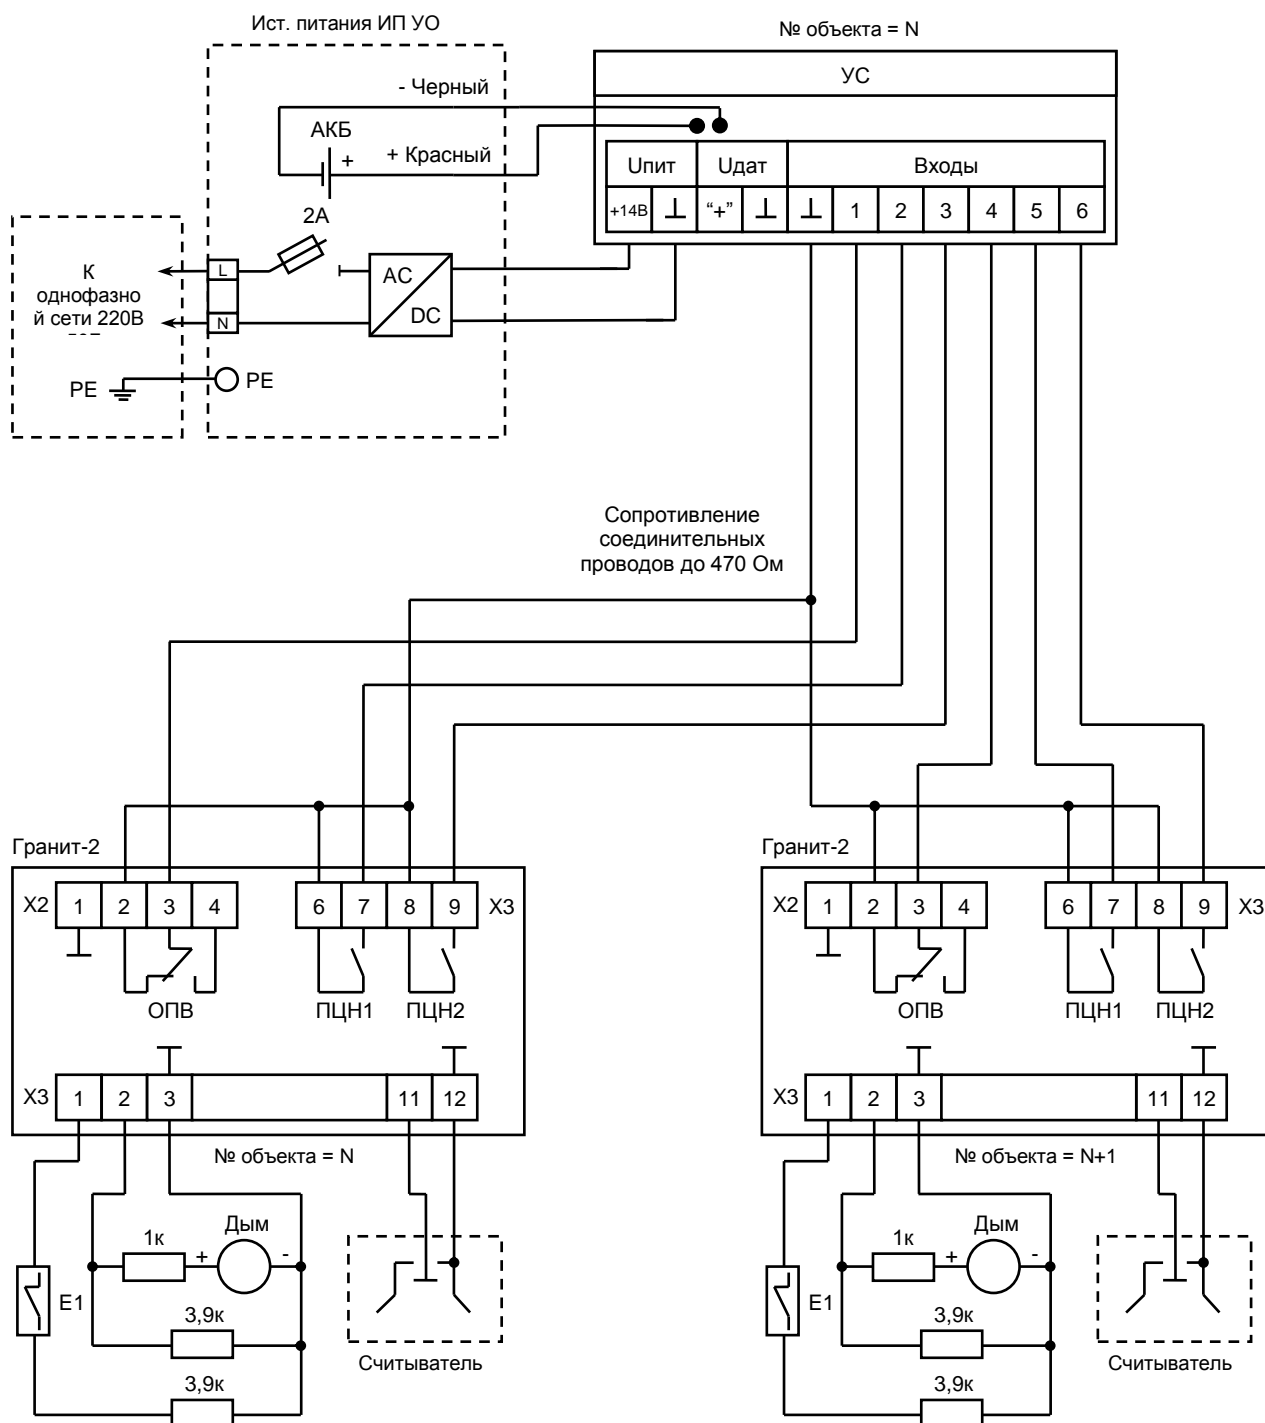 Ист. питания ИП УО
№ объекта = N
УС
- Черный
АКБ
+
+ Красный
Uпит
Uдат
Входы
+14В
⊥
“+”
⊥
⊥
1
2
3
4
5
6
2А
К
однофазно
й сети 220В
L
N
AC
DC
PE
PE
Сопротивление
соединительных
проводов до 470 Ом
Гранит-2
Гранит-2
X2
1
2
3
4
6
7
8
9
X3
X2
1
2
3
4
6
7
8
9
X3
ОПВ
ПЦН1
ПЦН2
ОПВ
ПЦН1
ПЦН2
X3
1
2
3
11
12
X3
1
2
3
11
12
№ объекта = N
№ объекта = N+1
1к
+
Дым
-
1к
+
Дым
-
E1
3,9к
E1
3,9к
Считыватель
Считыватель
3,9к
3,9к